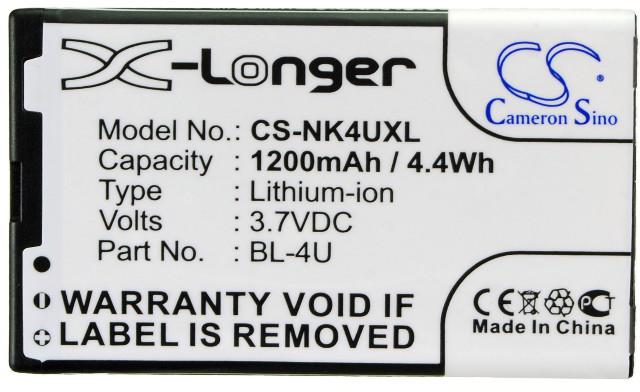 X-Longer
CS
Cameron Sino
Model No.: CS-NK4UXL
Capacity : 1200mAh / 4.4Wh
Type : Lithium-ion
Volts : 3.7VDC
Part No. : BL-4U
WARRANTY VOID IF
LABEL IS REMOVED.
CE PCT
Made In China